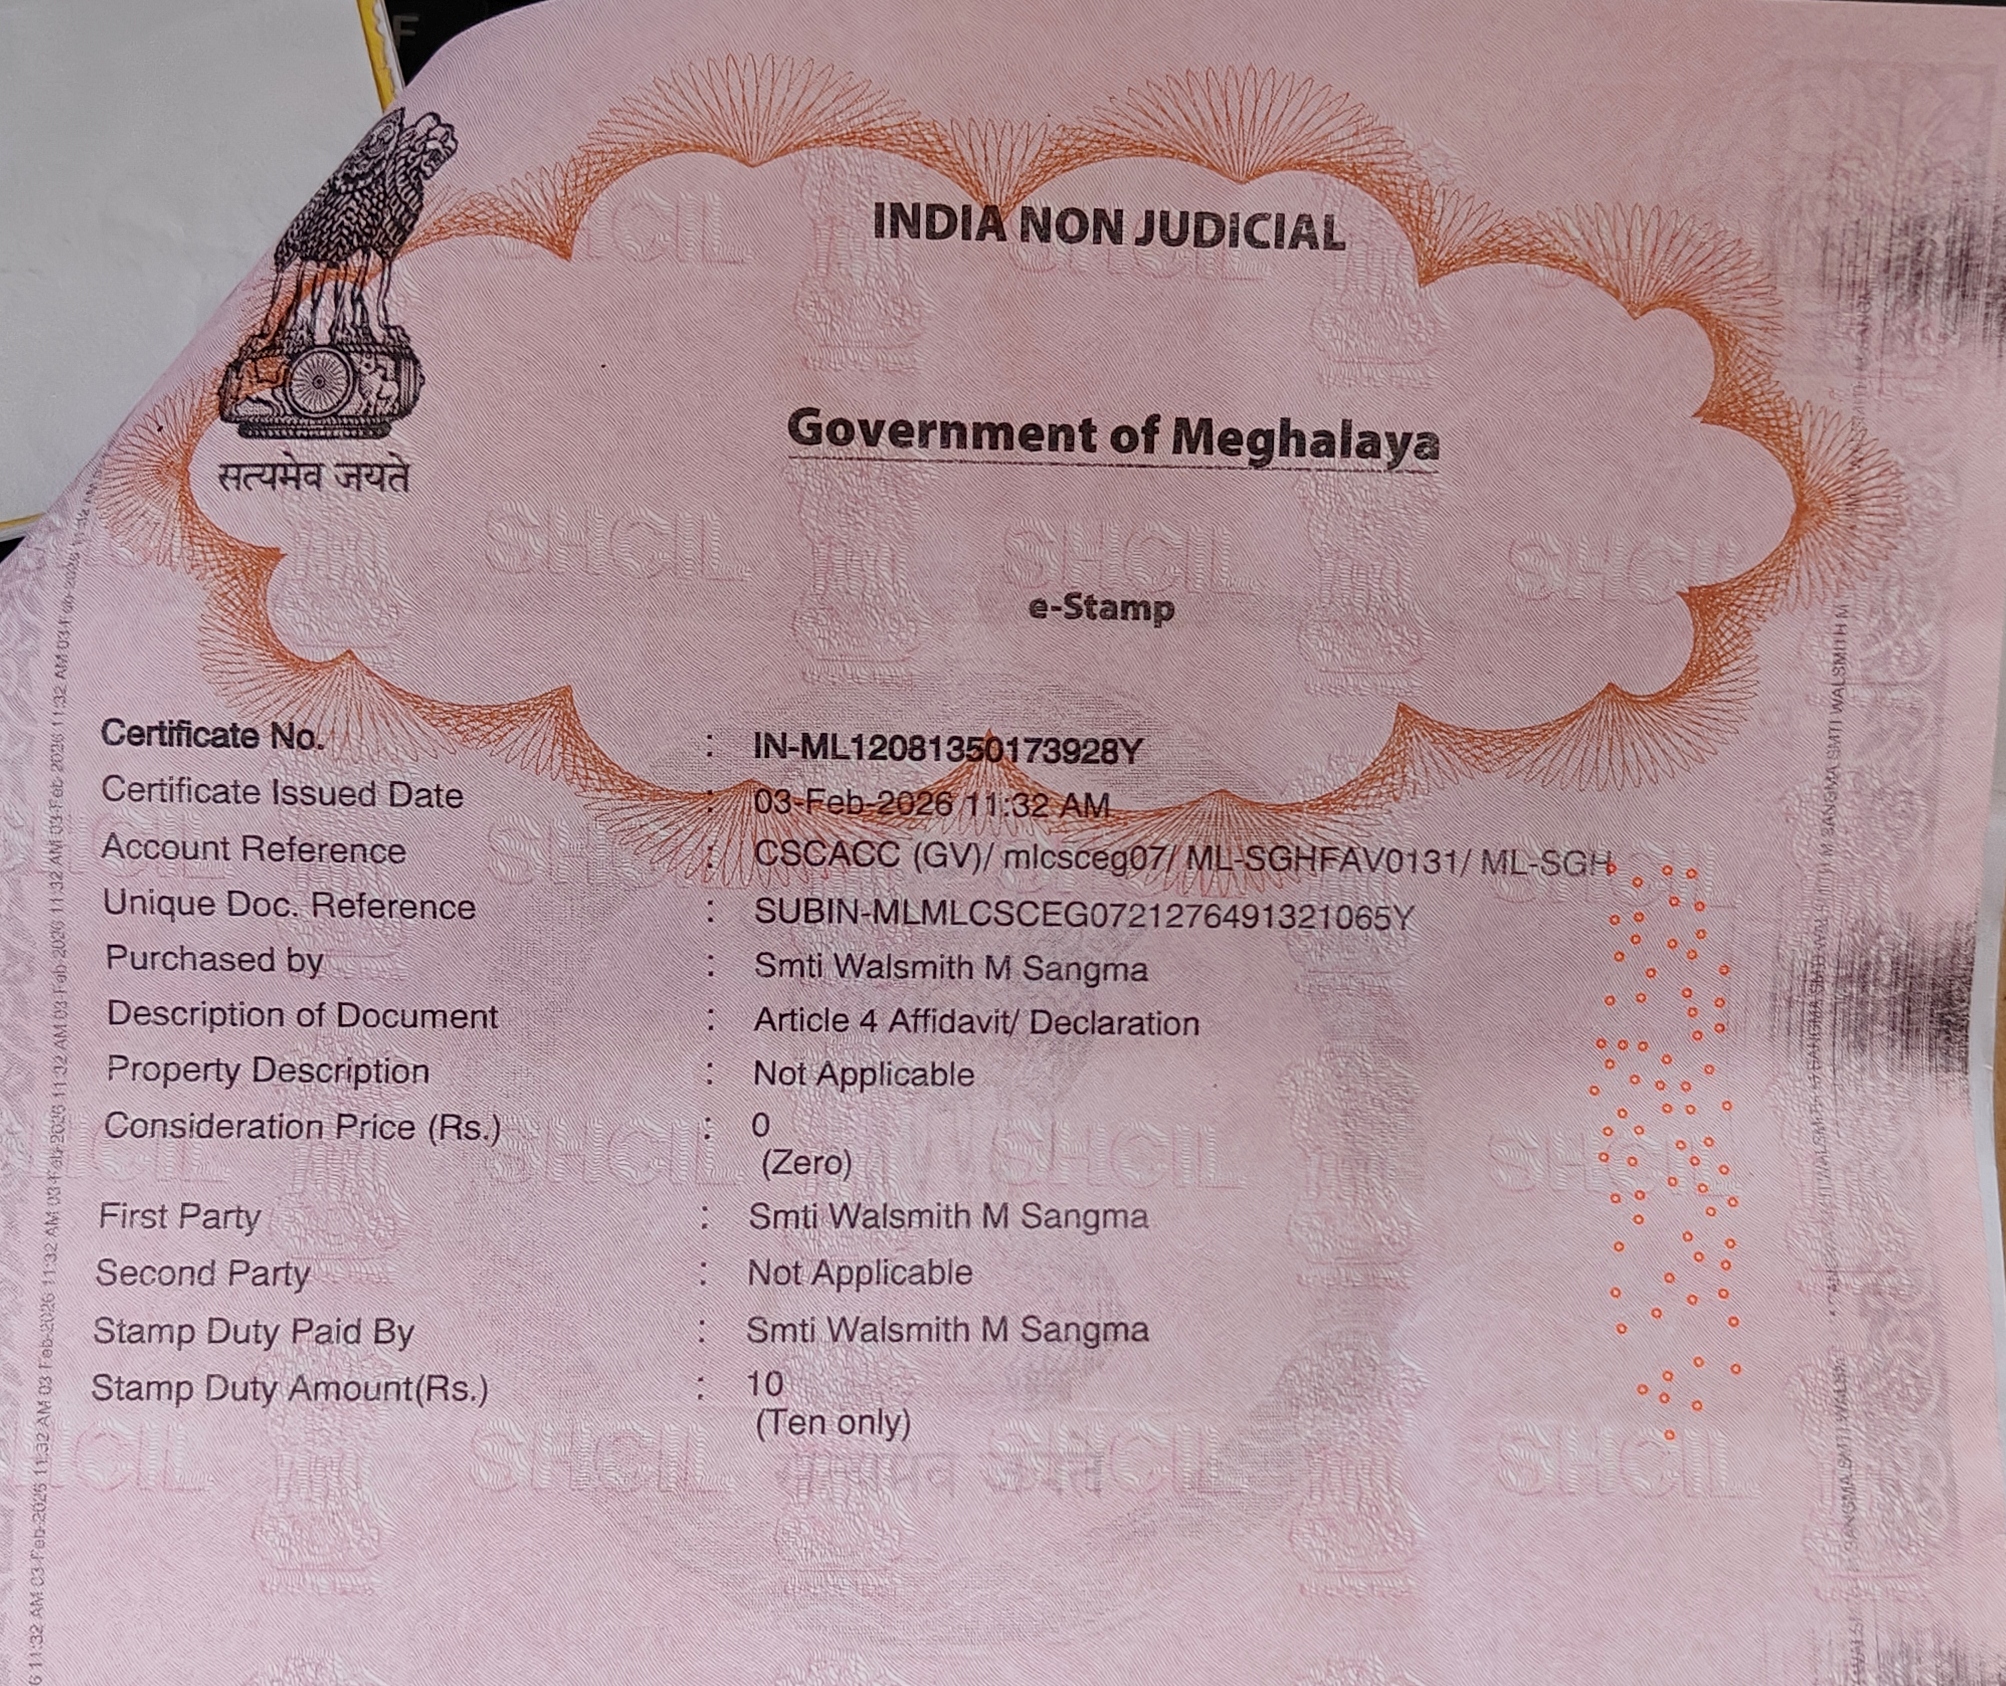 INDIA NON JUDICIAL
Government of Meghalaya
e-Stamp
सत्यमेव जयते
Certificate No. : IN-ML12081350173928Y
Certificate Issued Date : 03-Feb-2026 11:32 AM
Account Reference : CSCACC (GV)/ mlcsceg07/ ML-SGHFAV0131/ ML-SGH
Unique Doc. Reference : SUBIN-MLMLCSCEG0721276491321065Y
Purchased by : Smti Walsmith M Sangma
Description of Document : Article 4 Affidavit/ Declaration
Property Description : Not Applicable
Consideration Price (Rs.) : 0
(Zero)
First Party : Smti Walsmith M Sangma
Second Party : Not Applicable
Stamp Duty Paid By : Smti Walsmith M Sangma
Stamp Duty Amount(Rs.) : 10
(Ten only)
SHCIL